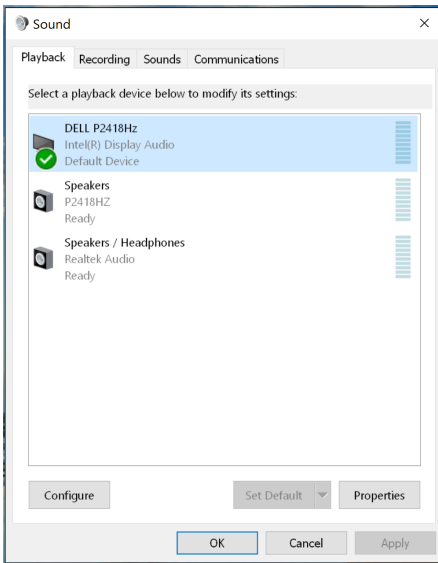 Sound
Playback Recording Sounds Communications
Select a playback device below to modify its settings:
DELL P2418Hz
Intel(R) Display Audio
Default Device
Speakers
P2418HZ
Ready
Speakers / Headphones
Realtek Audio
Ready
Configure Set Default Properties
OK Cancel Apply